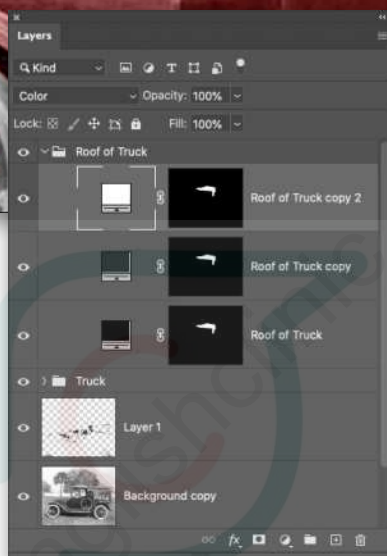 Layers
Kind
Color Opacity: 100%
Lock: Fill: 100%
Roof of Truck
Roof of Truck copy 2
Roof of Truck copy
Roof of Truck
Truck
Layer 1
Background copy
fx